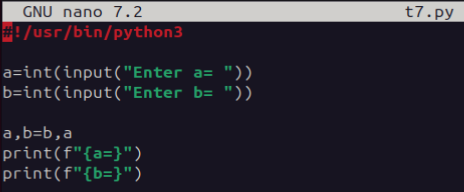 GNU nano 7.2 t7.py
#!/usr/bin/python3
a=int(input("Enter a= "))
b=int(input("Enter b= "))
a,b=b,a
print(f"{a=}")
print(f"{b=}")